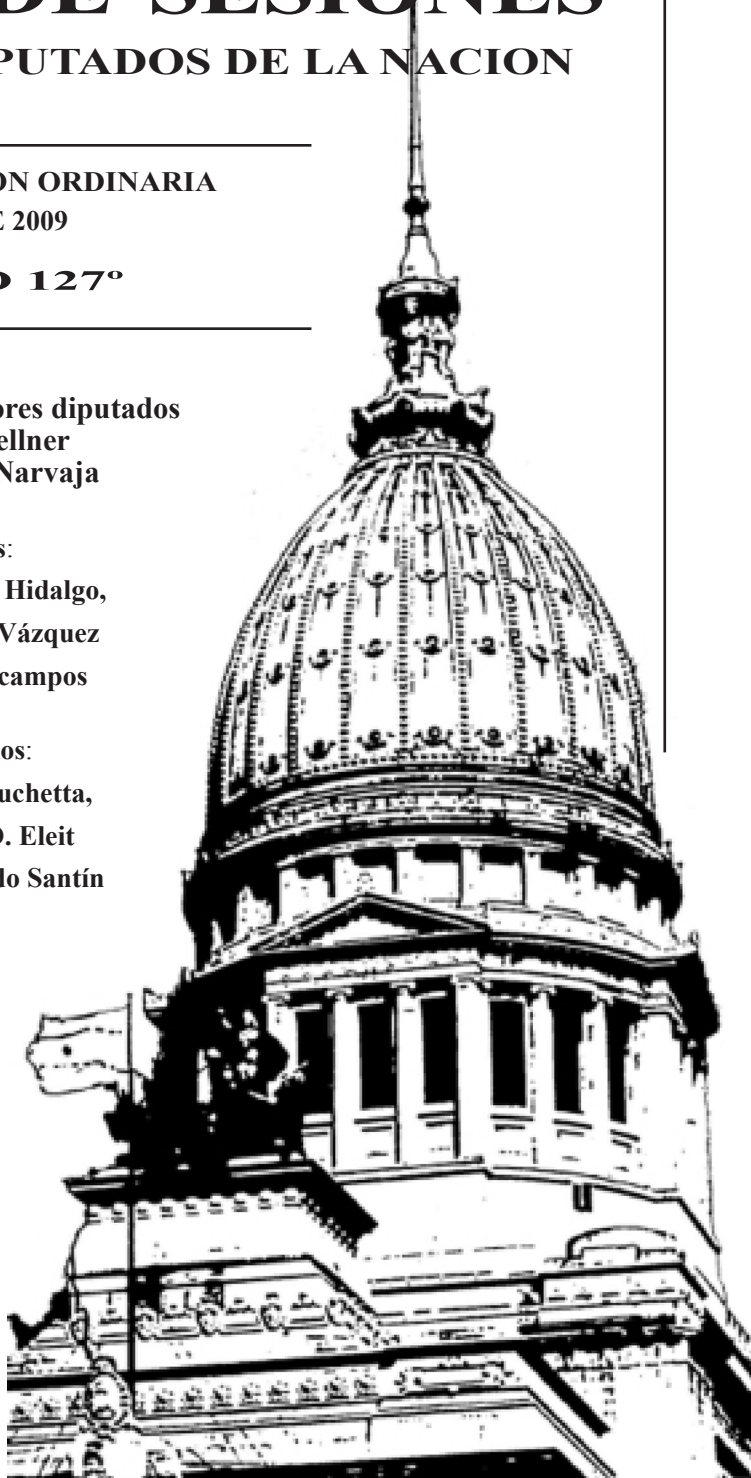 DE SESIONES
PUTADOS DE LA NACION
ON ORDINARIA
E 2009
O 127º
ores diputados
ellner
Narvaja
s:
Hidalgo,
Vázquez
campos
os:
uchetta,
D. Eleit
do Santín